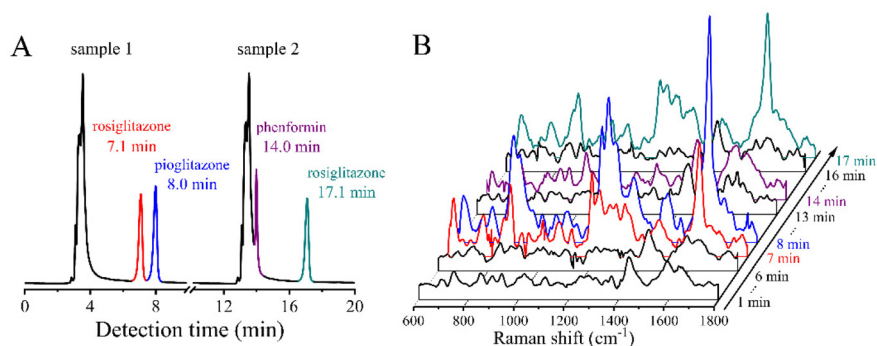 A
sample 1
sample 2
rosiglitazone
7.1 min
pioglitazone
8.0 min
phenformin
14.0 min
rosiglitazone
17.1 min
0 4 8 12 16 20
Detection time (min)
B
17 min
16 min
14 min
13 min
8 min
7 min
6 min
1 min
600 800 1000 1200 1400 1600 1800
Raman shift (cm⁻¹)